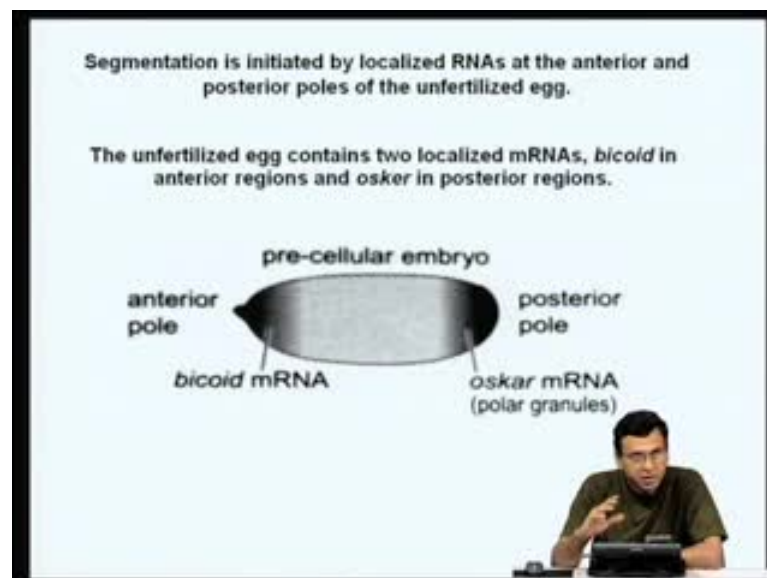 Segmentation is initiated by localized RNAs at the anterior and
posterior poles of the unfertilized egg.
The unfertilized egg contains two localized mRNAs, bicoid in
anterior regions and osker in posterior regions.
pre-cellular embryo
anterior
pole
posterior
pole
bicoid mRNA
oskar mRNA
(polar granules)